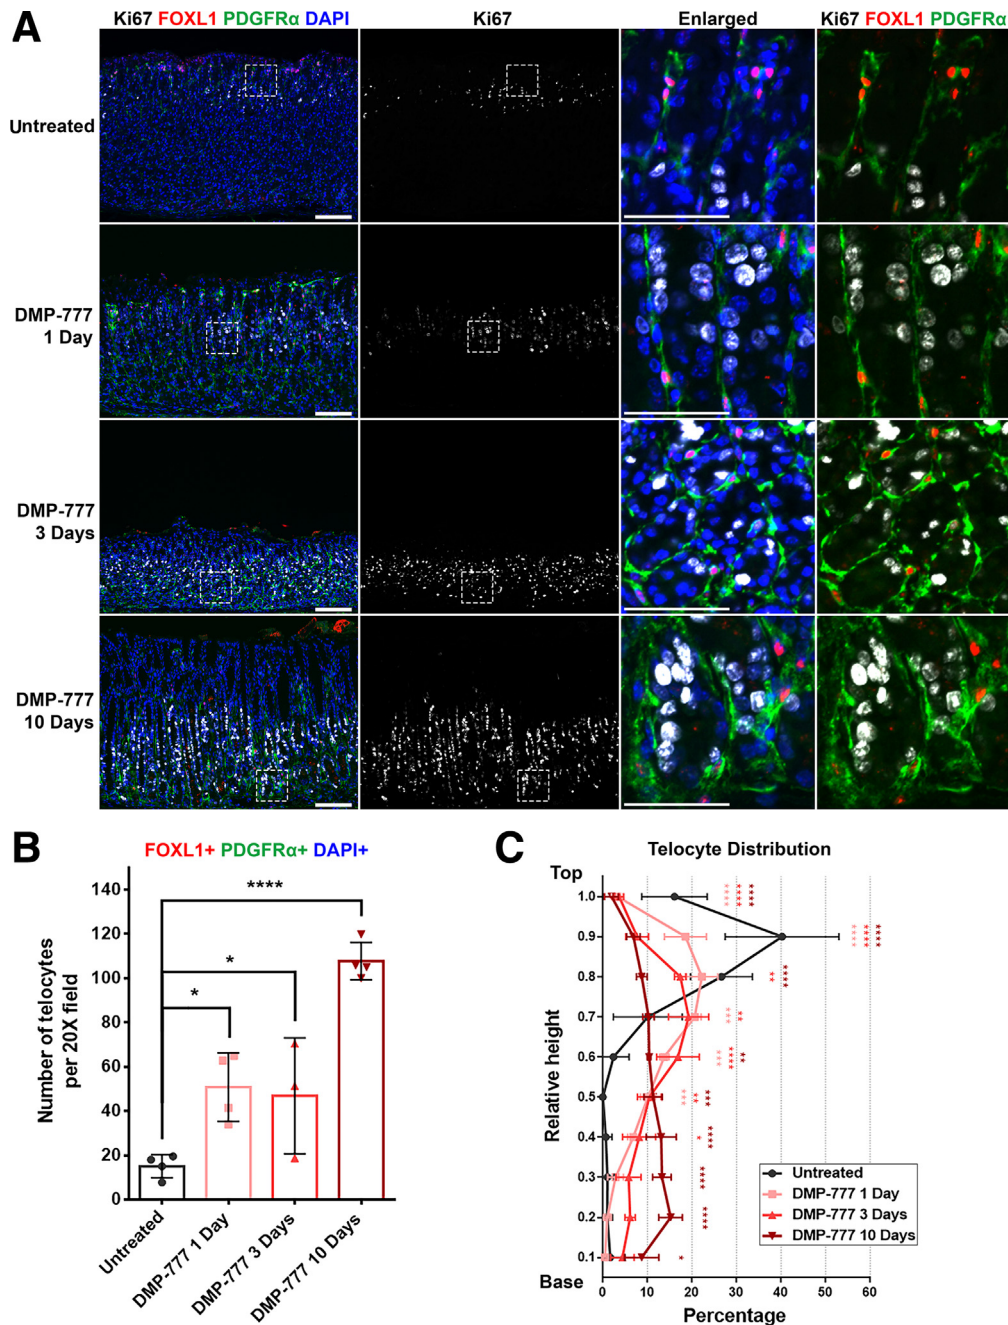 A
Ki67 FOXL1 PDGFRα DAPI
Ki67
Enlarged
Ki67 FOXL1 PDGFRα
Untreated
DMP-777
1 Day
DMP-777
3 Days
DMP-777
10 Days
B
FOXL1+ PDGFRα+ DAPI+
Number of telocytes
per 20X field
140
120
100
80
60
40
20
0
*
*
****
Untreated
DMP-777 1 Day
DMP-777 3 Days
DMP-777 10 Days
C
Telocyte Distribution
Top
Relative height
1.0
0.9
0.8
0.7
0.6
0.5
0.4
0.3
0.2
0.1
Base
0 10 20 30 40 50 60
Percentage
Untreated
DMP-777 1 Day
DMP-777 3 Days
DMP-777 10 Days